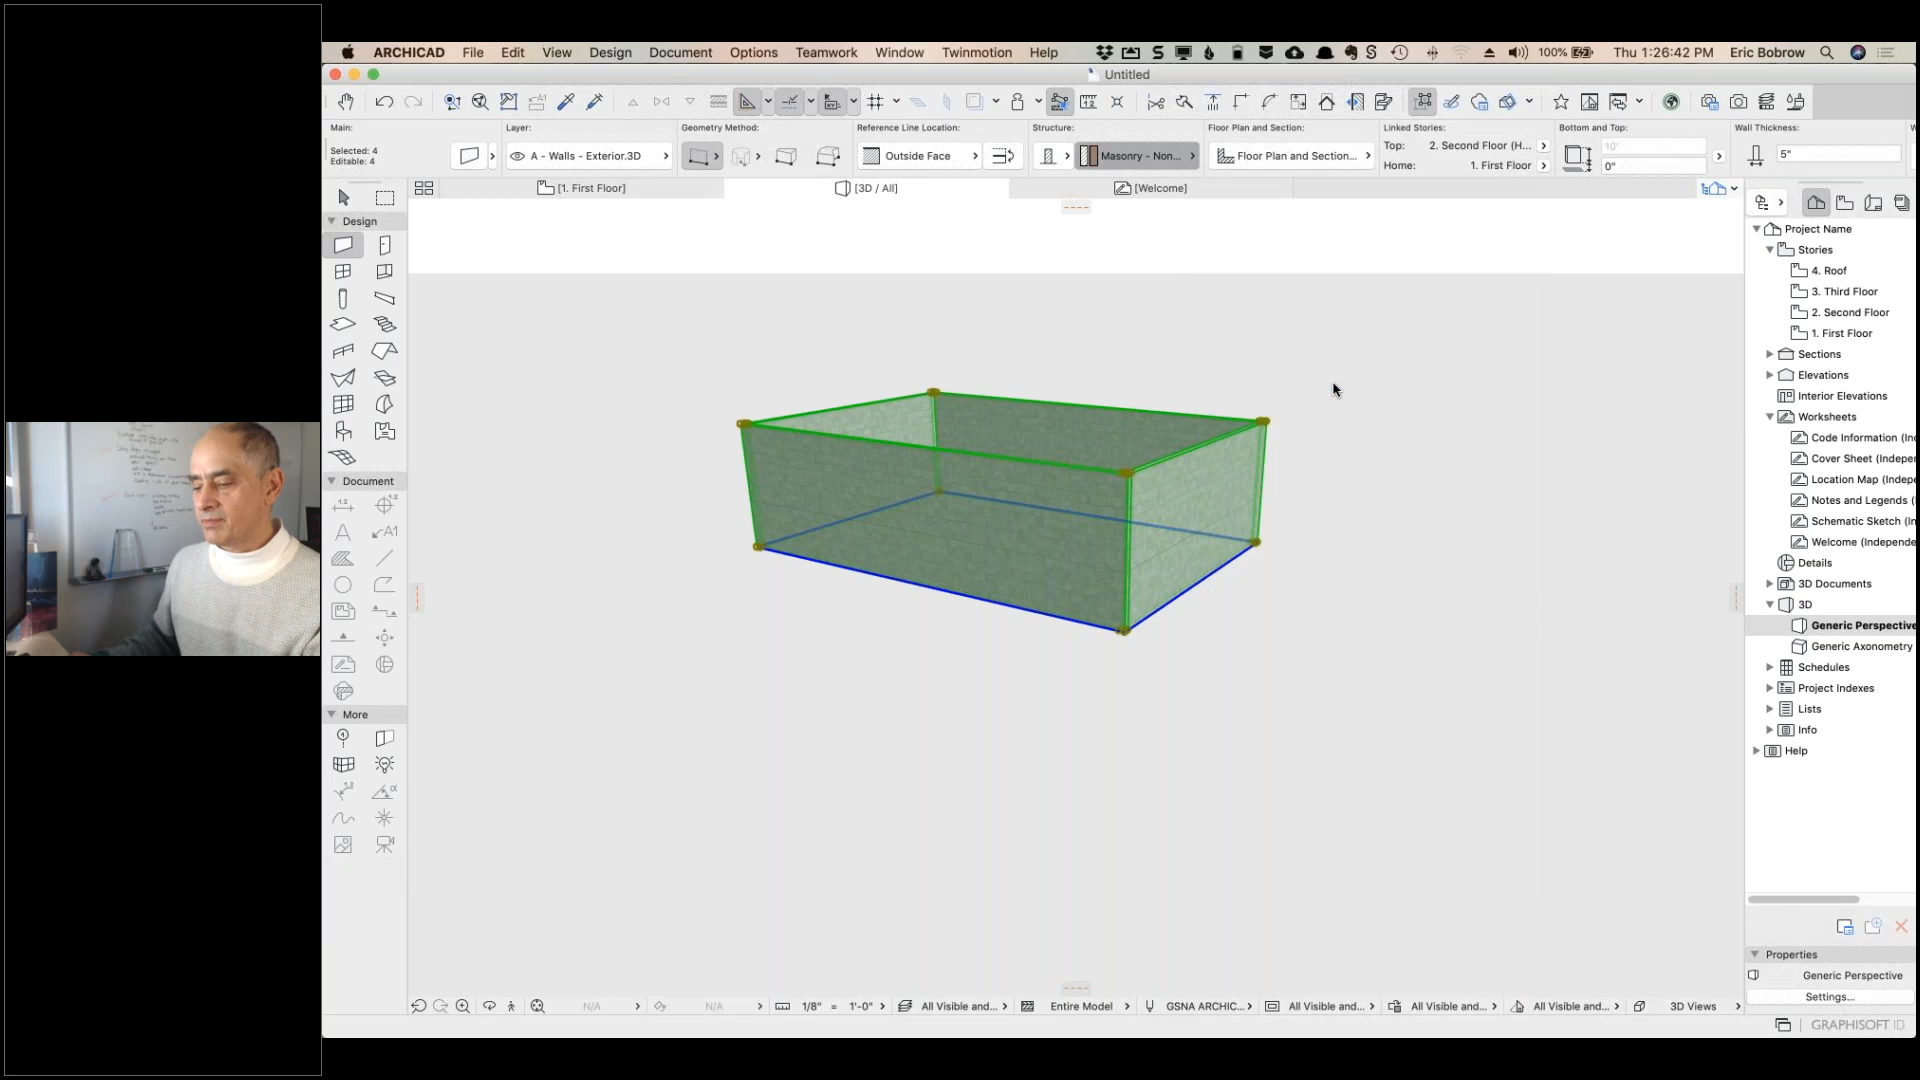 ARCHICAD File Edit View Design Document Options Teamwork Window Twinmotion Help 100% Thu 1:26:42 PM Eric Bobrow
Untitled
Main: Layer: Geometry Method: Reference Line Location: Structure: Floor Plan and Section: Linked Stories: Bottom and Top: Wall Thickness:
Selected: 4
Editable: 4
A - Walls - Exterior.3D
Outside Face
Masonry - Non...
Floor Plan and Section...
Top: 2. Second Floor (H...
Home: 1. First Floor
10'
0"
5"
[1. First Floor] [3D / All] [Welcome]
Design
Document
More
Project Name
Stories
4. Roof
3. Third Floor
2. Second Floor
1. First Floor
Sections
Elevations
Interior Elevations
Worksheets
Code Information (In
Cover Sheet (Indeper
Location Map (Indepe
Notes and Legends (
Schematic Sketch (In
Welcome (Independe
Details
3D Documents
3D
Generic Perspective
Generic Axonometry
Schedules
Project Indexes
Lists
Info
Help
Properties
Generic Perspective
Settings...
N/A N/A 1/8" = 1'-0" All Visible and... Entire Model GSNA ARCHIC... All Visible and... All Visible and... All Visible and... 3D Views
GRAPHISOFT ID